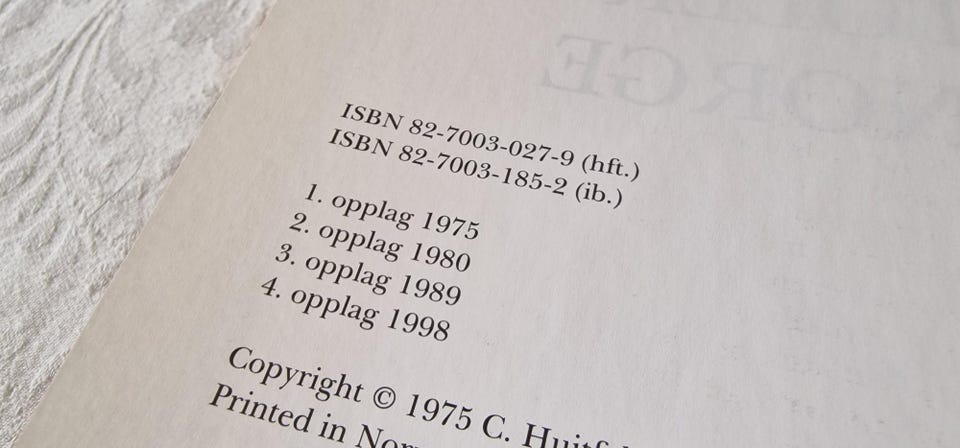 ISBN 82-7003-027-9 (hft.)
ISBN 82-7003-185-2 (ib.)
1. opplag 1975
2. opplag 1980
3. opplag 1989
4. opplag 1998
Copyright © 1975 C.
Printed in